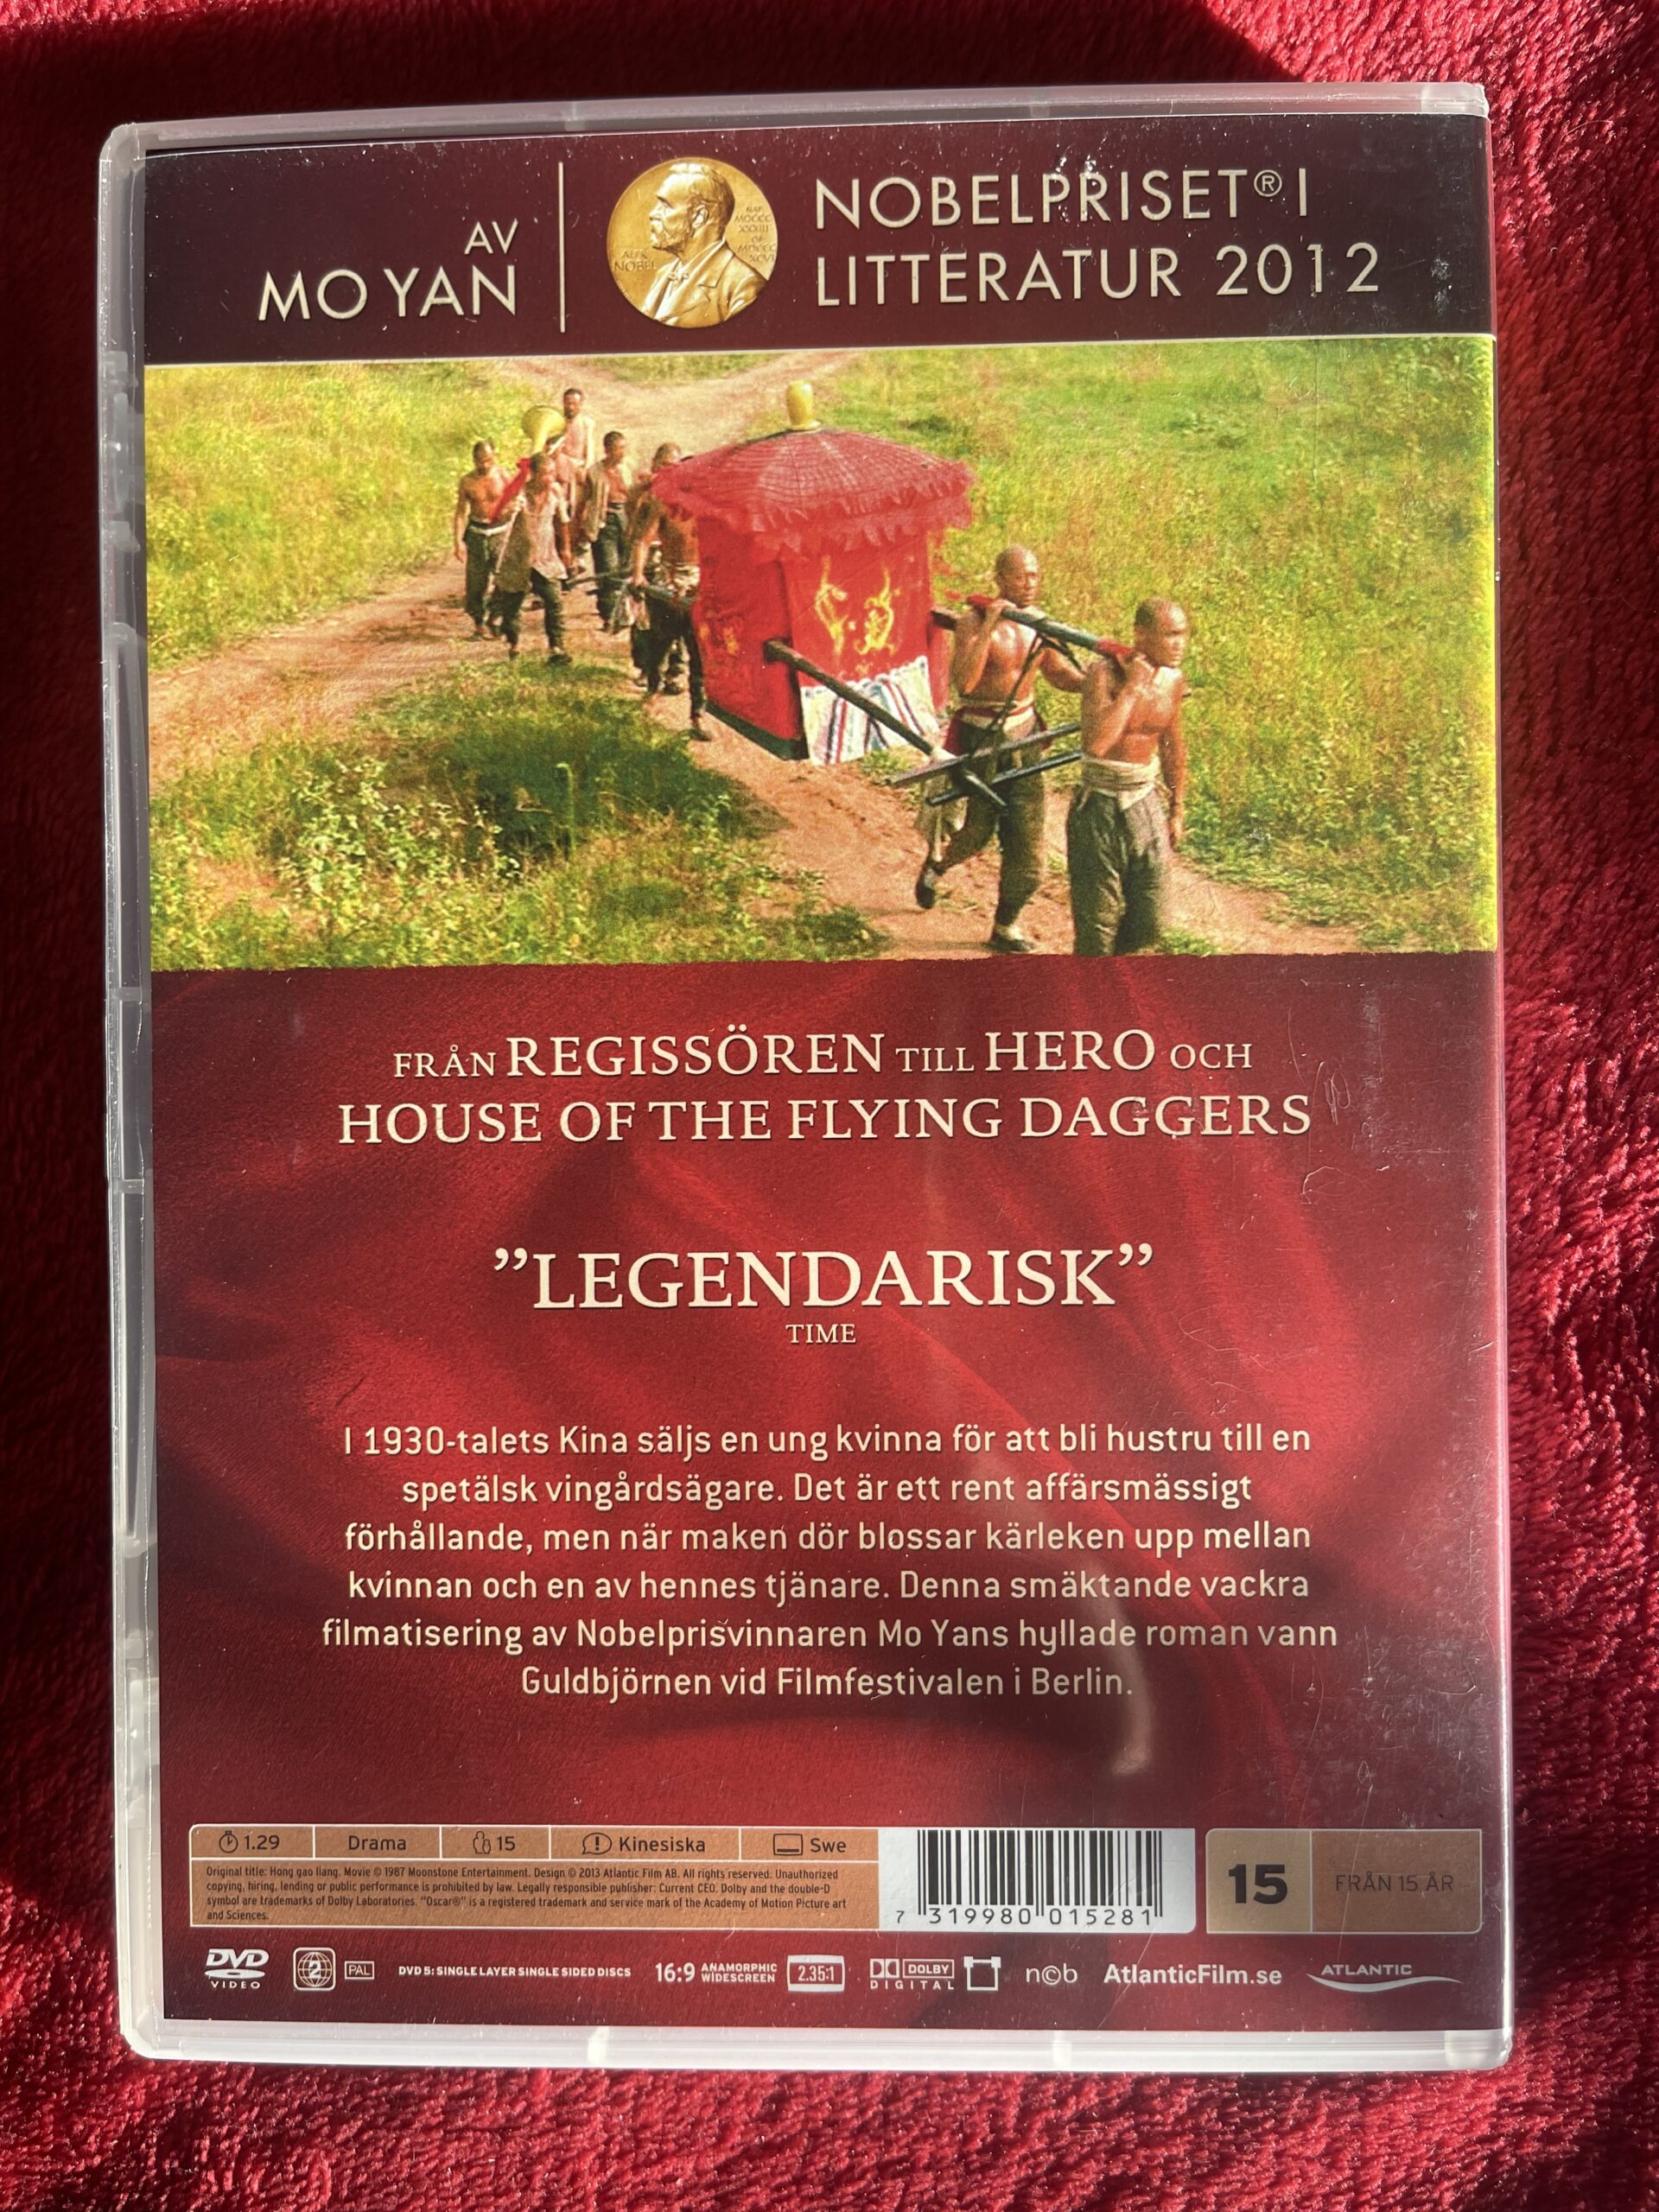 AV
MO YAN
NOBELPRISET® I
LITTERATUR 2012
FRÅN REGISSÖREN TILL HERO OCH
HOUSE OF THE FLYING DAGGERS
”LEGENDARISK”
TIME
I 1930-talets Kina säljs en ung kvinna för att bli hustru till en
spetälsk vingårdsägare. Det är ett rent affärsmässigt
förhållande, men när maken dör blossar kärleken upp mellan
kvinnan och en av hennes tjänare. Denna smäktande vackra
filmatisering av Nobelprisvinnaren Mo Yans hyllade roman vann
Guldbjörnen vid Filmfestivalen i Berlin.
1.29 Drama 15 Kinesiska Swe
Original title: Hong gao liang. Movie © 1987 Moonstone Entertainment. Design © 2013 Atlantic Film AB. All rights reserved. Unauthorized
copying, hiring, lending or public performance is prohibited by law. Legally responsible publisher: Current CEO. Dolby and the double-D
symbol are trademarks of Dolby Laboratories. "Oscar®" is a registered trademark and service mark of the Academy of Motion Picture art
and Sciences.
7 319980 015281
15 FRÅN 15 ÅR
DVD VIDEO 2 PAL DVD 5: SINGLE LAYER SINGLE SIDED DISCS 16:9 ANAMORPHIC WIDESCREEN 2.35:1 DOLBY DIGITAL n©b AtlanticFilm.se ATLANTIC